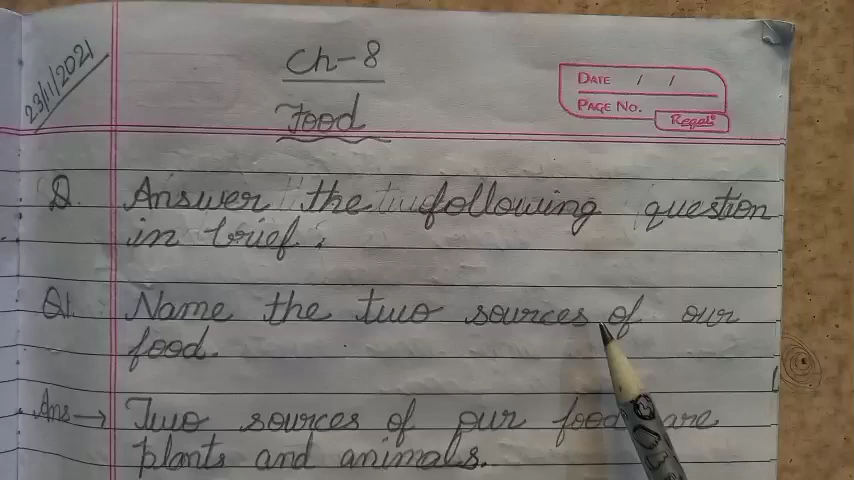 23/11/2021
Ch-8
DATE / /
PAGE NO.
Regal
Food
Q. Answer the following question
in brief :
Q1. Name the two sources of our
food.
Ans → Two sources of our food are
plants and animals.